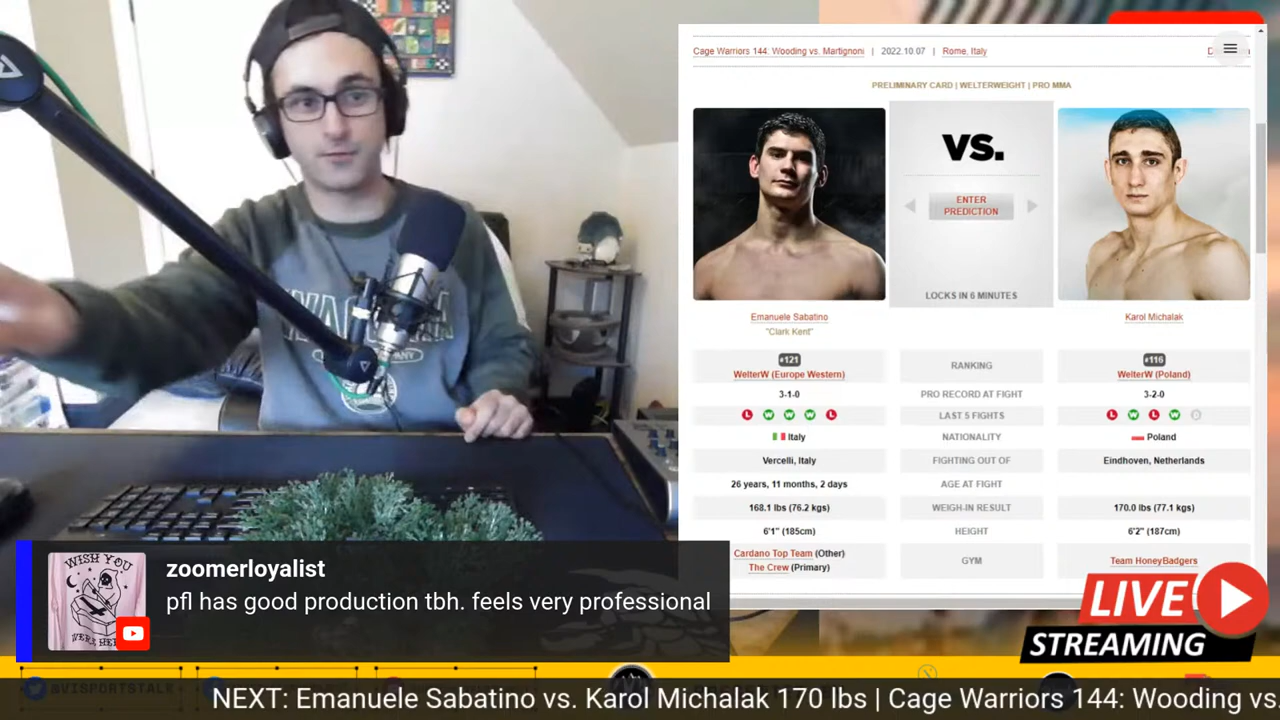 Cage Warriors 144: Wooding vs. Martignoni | 2022.10.07 | Rome, Italy
PRELIMINARY CARD | WELTERWEIGHT | PRO MMA
VS.
ENTER
PREDICTION
LOCKS IN 6 MINUTES
Emanuele Sabatino
"Clark Kent"
Karol Michalak
#121 RANKING #116
WelterW (Europe Western) WelterW (Poland)
3-1-0 PRO RECORD AT FIGHT 3-2-0
L W W W L LAST 5 FIGHTS L W L W
Italy NATIONALITY Poland
Vercelli, Italy FIGHTING OUT OF Eindhoven, Netherlands
26 years, 11 months, 2 days AGE AT FIGHT
168.1 lbs (76.2 kgs) WEIGH-IN RESULT 170.0 lbs (77.1 kgs)
6'1" (185cm) HEIGHT 6'2" (187cm)
Cardano Top Team (Other) GYM Team HoneyBadgers
The Crew (Primary)
WISH YOU
WERE HERE
zoomerloyalist
pfl has good production tbh. feels very professional
LIVE
STREAMING
@VISPORTSTALK
NEXT: Emanuele Sabatino vs. Karol Michalak 170 lbs | Cage Warriors 144: Wooding vs.